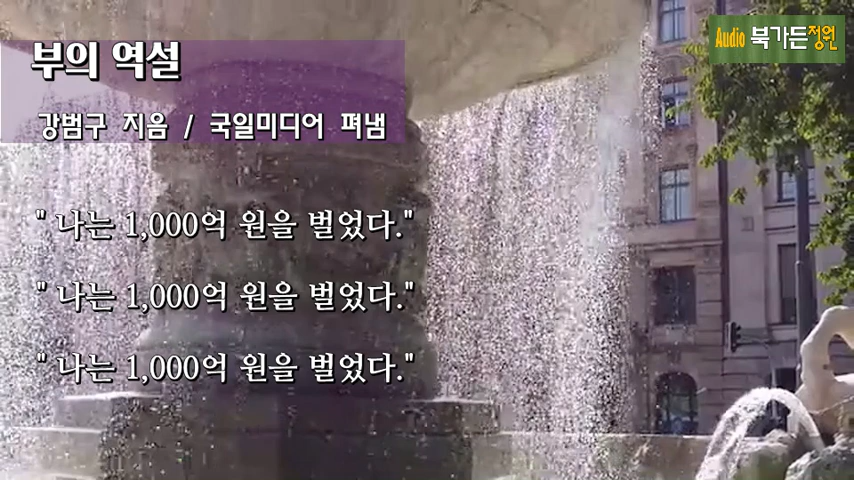 Audio 북가든정원
부의 역설
강범구 지음 / 국일미디어 펴냄
" 나는 1,000억 원을 벌었다."
" 나는 1,000억 원을 벌었다."
" 나는 1,000억 원을 벌었다."